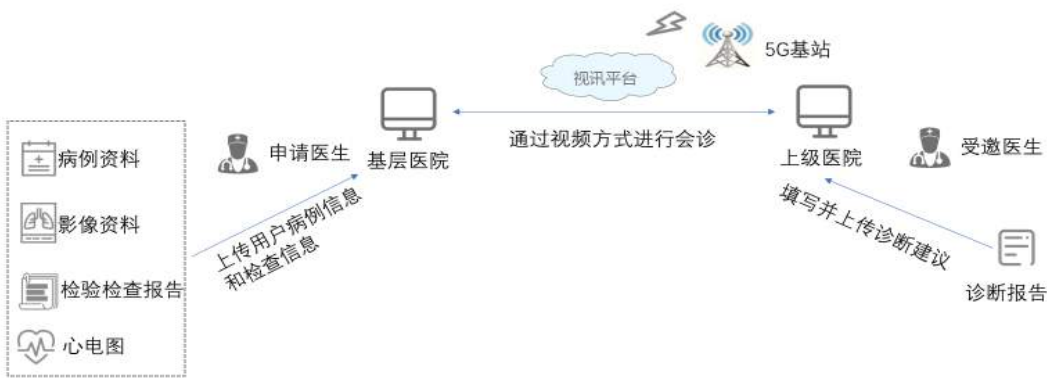 5G基站
视讯平台
通过视频方式进行会诊
病例资料
影像资料
检验检查报告
心电图
申请医生
基层医院
上传用户病例信息
和检查信息
上级医院
受邀医生
填写并上传诊断建议
诊断报告